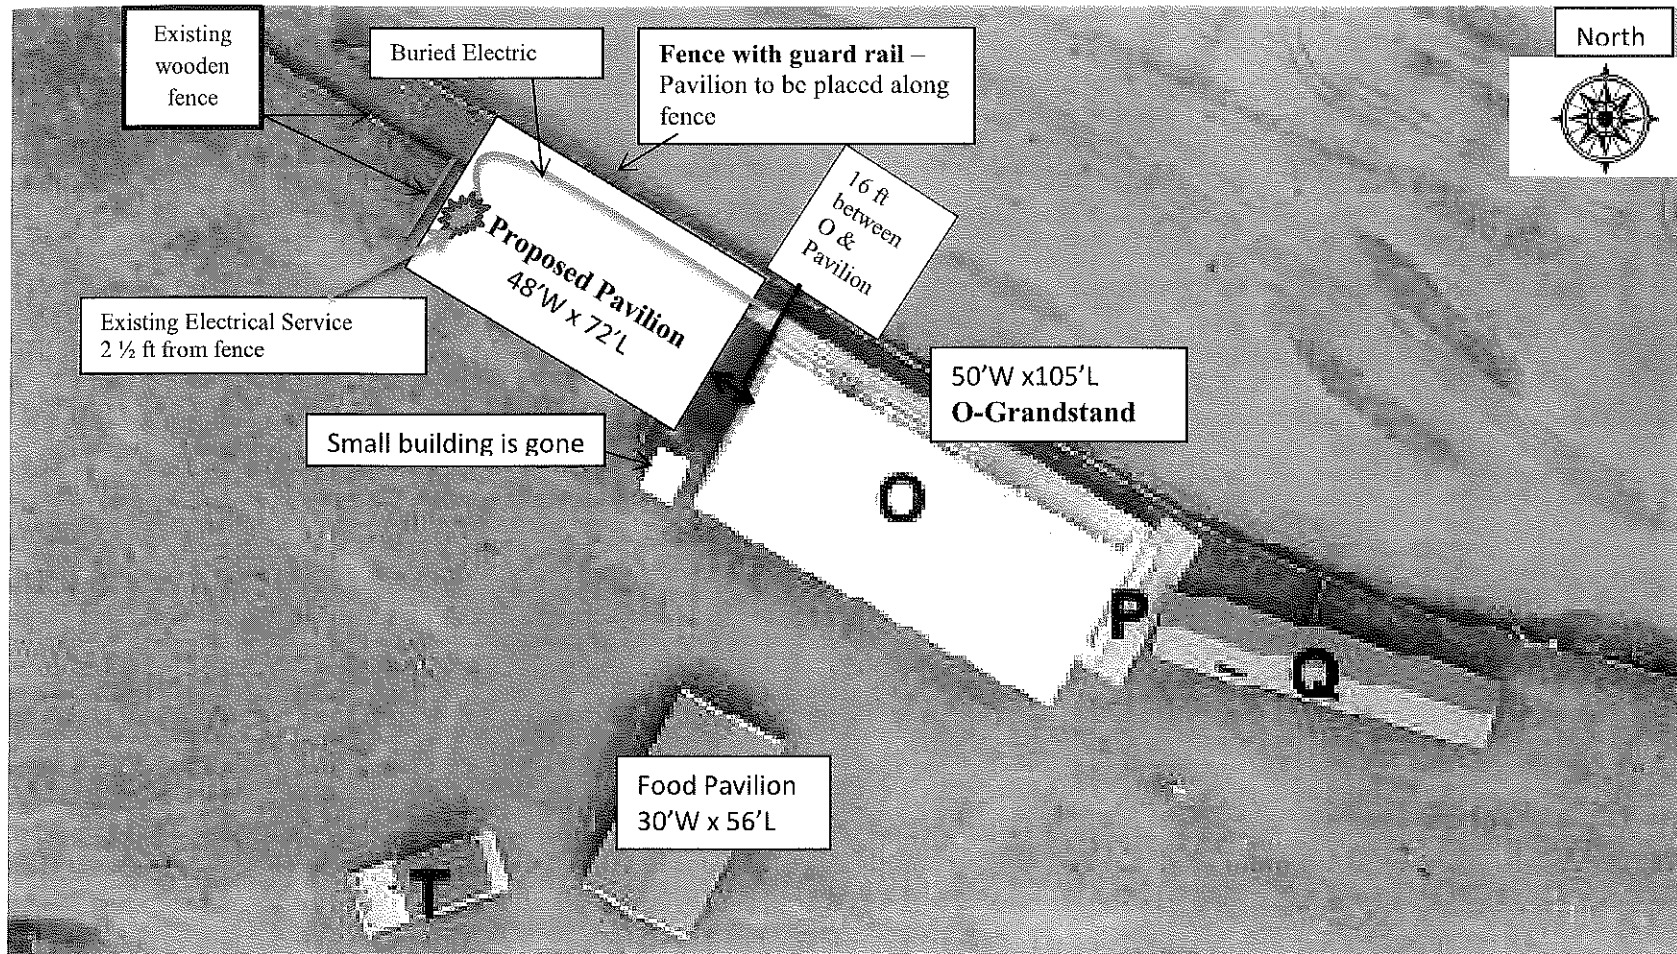 Existing
wooden
fence
Buried Electric
Fence with guard rail –
Pavilion to be placed along
fence
North
16 ft
between
O &
Pavilion
Proposed Pavilion
48'W x 72'L
Existing Electrical Service
2 ½ ft from fence
50'W x105'L
O-Grandstand
Small building is gone
O
P
Q
Food Pavilion
30'W x 56'L
T